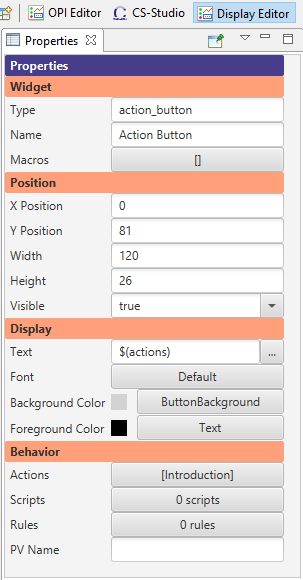 OPI Editor CS-Studio Display Editor
Properties
Properties
Widget
Type action_button
Name Action Button
Macros []
Position
X Position 0
Y Position 81
Width 120
Height 26
Visible true
Display
Text $(actions) ...
Font Default
Background Color ButtonBackground
Foreground Color Text
Behavior
Actions [Introduction]
Scripts 0 scripts
Rules 0 rules
PV Name